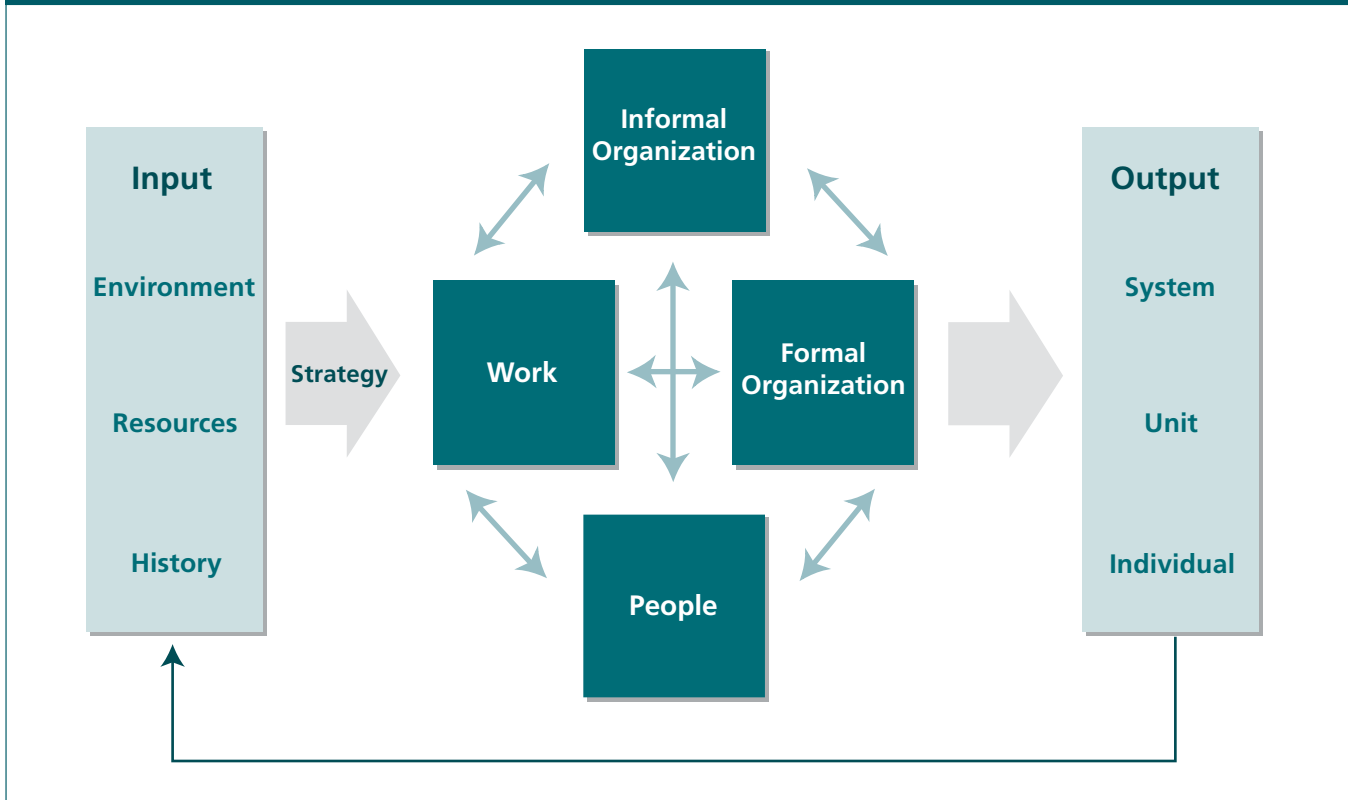 Input
Environment
Resources
History
Strategy
Informal
Organization
Work
Formal
Organization
People
Output
System
Unit
Individual